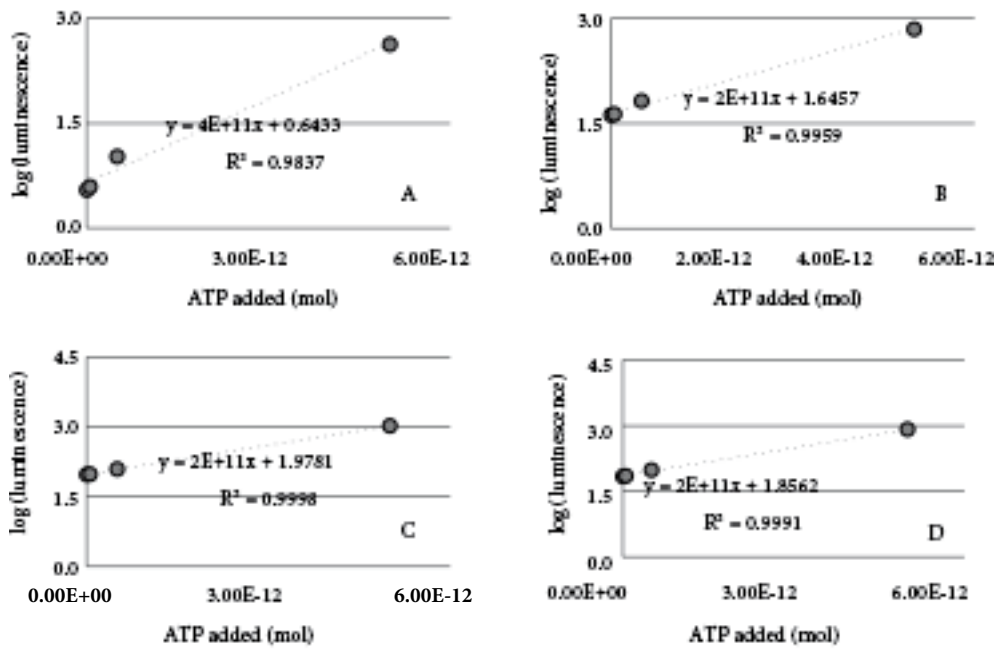 3.0
1.5
0.0
log (luminescence)
y = 4E+11x + 0.6433
R² = 0.9837
A
0.00E+00 3.00E-12 6.00E-12
ATP added (mol)
3.0
1.5
0.0
log (luminescence)
y = 2E+11x + 1.6457
R² = 0.9959
B
0.00E+00 2.00E-12 4.00E-12 6.00E-12
ATP added (mol)
4.5
3.0
1.5
0.0
log (luminescence)
y = 2E+11x + 1.9781
R² = 0.9998
C
0.00E+00 3.00E-12 6.00E-12
ATP added (mol)
4.5
3.0
1.5
0.0
log (luminescence)
y = 2E+11x + 1.8562
R² = 0.9991
D
0.00E+00 3.00E-12 6.00E-12
ATP added (mol)